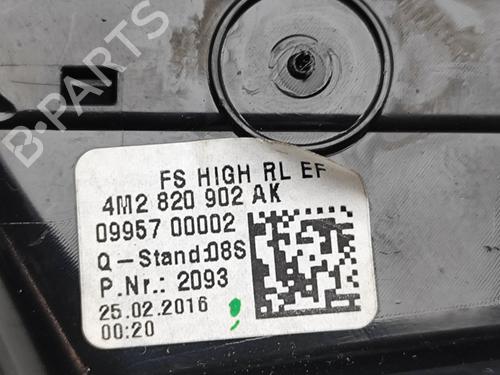 B-PARTS
FS HIGH RL EF
4M2 820 902 AK
09957 00002
Q-Stand:08S
P.Nr.: 2093
25.02.2016
00:20